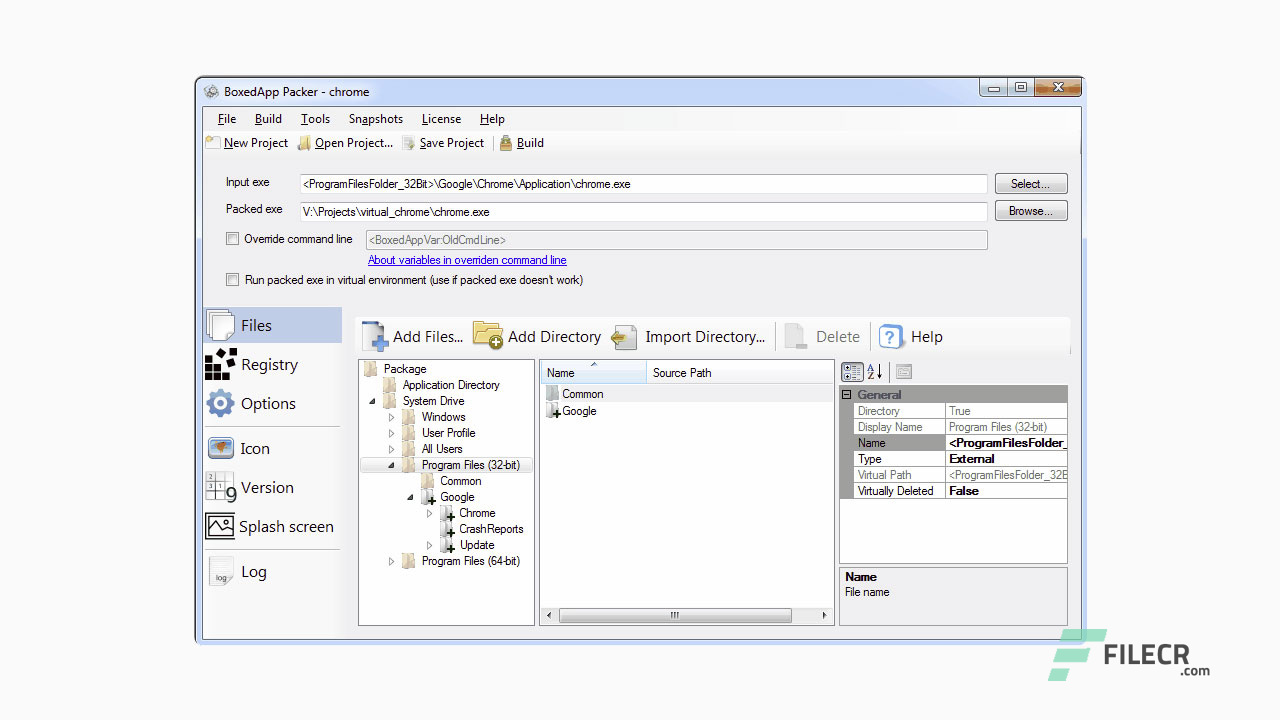 BoxedApp Packer - chrome
File Build Tools Snapshots License Help
New Project Open Project... Save Project Build
Input exe <ProgramFilesFolder_32Bit>\Google\Chrome\Application\chrome.exe Select...
Packed exe V:\Projects\virtual_chrome\chrome.exe Browse...
Override command line <BoxedAppVar:OldCmdLine>
About variables in overriden command line
Run packed exe in virtual environment (use if packed exe doesn't work)
Files
Registry
Options
Icon
Version
Splash screen
log Log
Add Files... Add Directory Import Directory... Delete Help
Package
Application Directory
System Drive
Windows
User Profile
All Users
Program Files (32-bit)
Common
Google
Chrome
CrashReports
Update
Program Files (64-bit)
Name Source Path
Common
Google
General
Directory True
Display Name Program Files (32-bit)
Name <ProgramFilesFolder_
Type External
Virtual Path <ProgramFilesFolder_32B
Virtually Deleted False
Name
File name
FILECR
.com